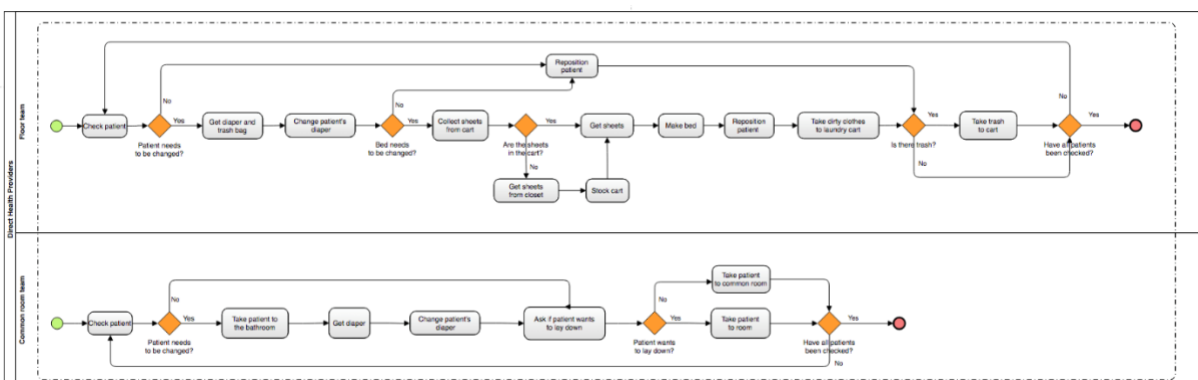 Direct Health Providers
Floor team
Check patient
Patient needs
to be changed?
No
Yes
Get diaper and
trash bag
Change patient's
diaper
Bed needs
to be changed?
No
Yes
Reposition
patient
Collect sheets
from cart
Are the sheets
in the cart?
Yes
No
Get sheets
from closet
Stock cart
Get sheets
Make bed
Reposition
patient
Take dirty clothes
to laundry cart
Is there trash?
Yes
No
Take trash
to cart
Have all patients
been checked?
No
Yes
Common room team
Check patient
Patient needs
to be changed?
No
Yes
Take patient to
the bathroom
Get diaper
Change patient's
diaper
Ask if patient wants
to lay down
Patient wants
to lay down?
No
Yes
Take patient
to common room
Take patient
to room
Have all patients
been checked?
Yes
No